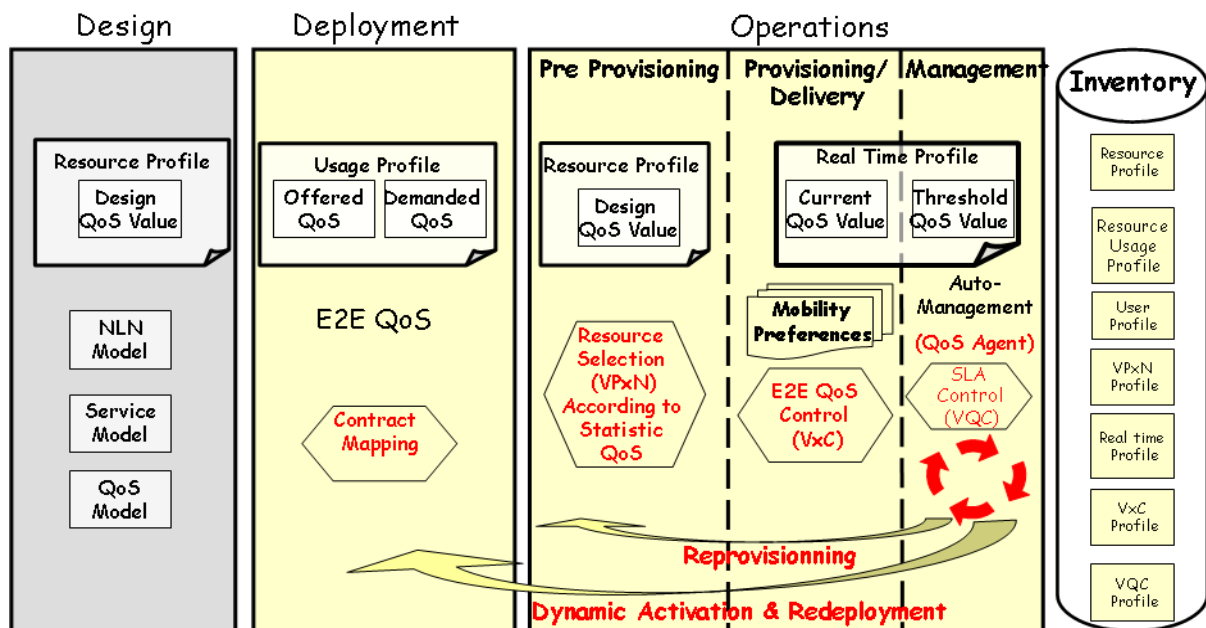 Design
Deployment
Operations
Pre Provisioning
Provisioning/
Delivery
Management
Inventory
Resource Profile
Design
QoS Value
NLN
Model
Service
Model
QoS
Model
Usage Profile
Offered
QoS
Demanded
QoS
E2E QoS
Contract
Mapping
Resource Profile
Design
QoS Value
Resource
Selection
(VPxN)
According to
Statistic
QoS
Real Time Profile
Current
QoS Value
Threshold
QoS Value
Mobility
Preferences
E2E QoS
Control
(VxC)
Auto-
Management
(QoS Agent)
SLA
Control
(VQC)
Reprovisionning
Dynamic Activation & Redeployment
Resource
Profile
Resource
Usage
Profile
User
Profile
VPxN
Profile
Real time
Profile
VxC
Profile
VQC
Profile